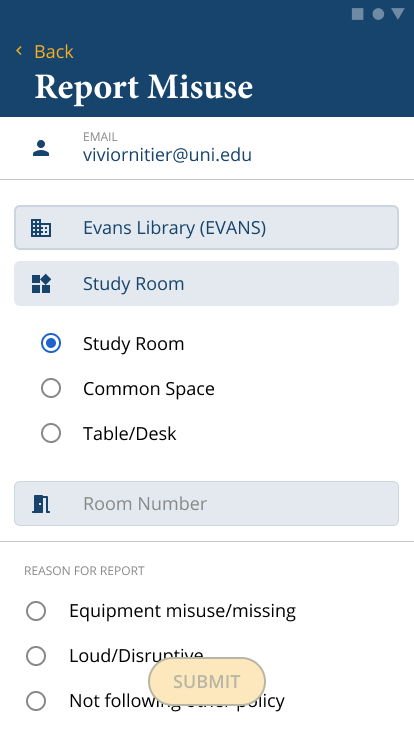 Back
Report Misuse
EMAIL
viviornitier@uni.edu
Evans Library (EVANS)
Study Room
Study Room
Common Space
Table/Desk
Room Number
REASON FOR REPORT
Equipment misuse/missing
Loud/Disruptive
SUBMIT
Not following other policy